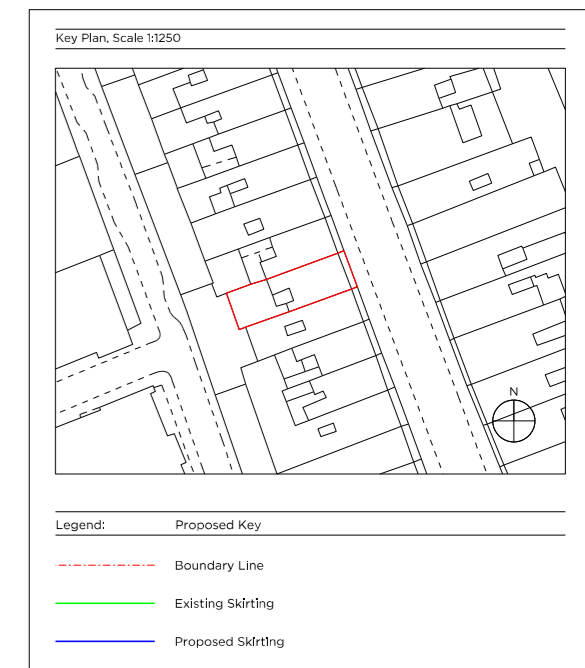 Key Plan, Scale 1:1250
N
Legend: Proposed Key
Boundary Line
Existing Skirting
Proposed Skirting